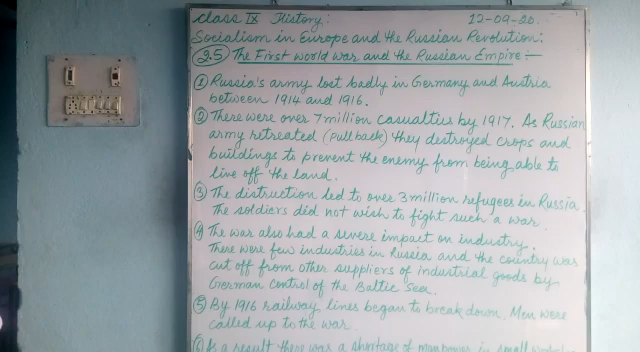 class IX History: 12-09-20.
Socialism in Europe and the Russian Revolution:
2.5 The First world war and the Russian Empire :-
① Russia's army lost badly in Germany and Austria
between 1914 and 1916.
② There were over 7 million casualties by 1917. As Russian
army retreated (pull back) they destroyed crops and
buildings to prevent the enemy from being able to
live off the land.
③ The distruction led to over 3 million refugees in Russia.
The soldiers did not wish to fight such a war.
④ The war also had a severe impact on industry.
There were few industries in Russia and the country was
cut off from other suppliers of industrial goods by
German control of the Baltic Sea.
⑤ By 1916 railway lines began to break down. Men were
called up to the war.
⑥ As a result there was a shortage of manpower in small